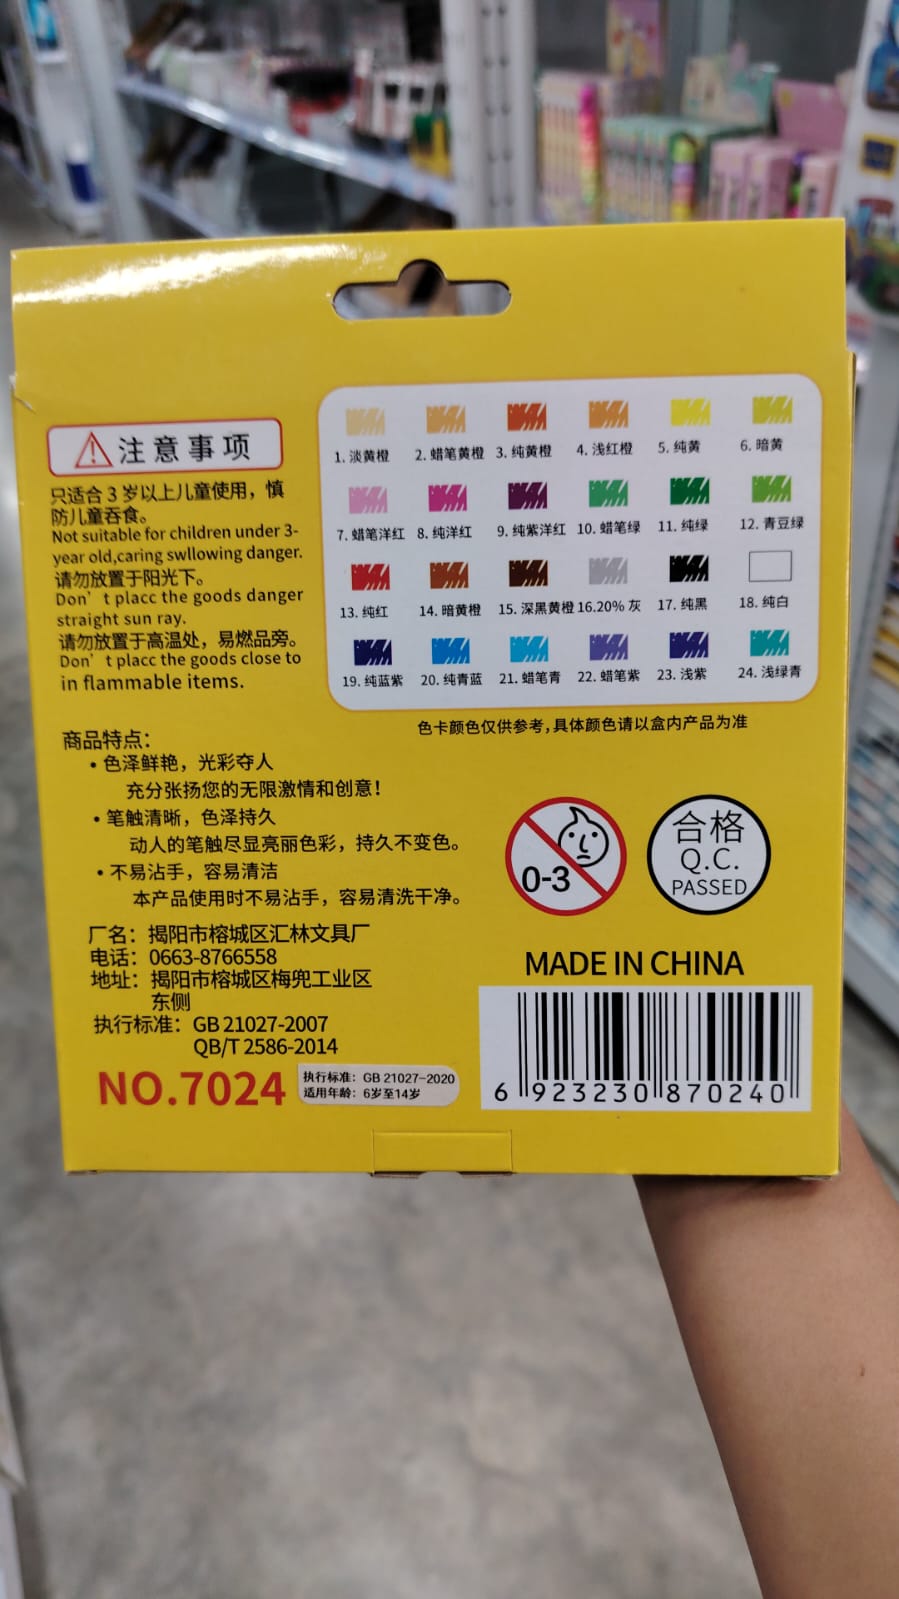 注意事项
只适合3岁以上儿童使用，慎
防儿童吞食。
Not suitable for children under 3-
year old,caring swllowing danger.
请勿放置于阳光下。
Don't placc the goods danger
straight sun ray.
请勿放置于高温处，易燃品旁。
Don't placc the goods close to
in flammable items.
1. 淡黄橙 2. 蜡笔黄橙 3. 纯黄橙 4. 浅红橙 5. 纯黄 6. 暗黄
7. 蜡笔洋红 8. 纯洋红 9. 纯紫洋红 10. 蜡笔绿 11. 纯绿 12. 青豆绿
13. 纯红 14. 暗黄橙 15. 深黑黄橙 16.20% 灰 17. 纯黑 18. 纯白
19. 纯蓝紫 20. 纯青蓝 21. 蜡笔青 22. 蜡笔紫 23. 浅紫 24. 浅绿青
色卡颜色仅供参考,具体颜色请以盒内产品为准
商品特点：
•色泽鲜艳，光彩夺人
充分张扬您的无限激情和创意！
•笔触清晰，色泽持久
动人的笔触尽显亮丽色彩，持久不变色。
•不易沾手，容易清洁
本产品使用时不易沾手，容易清洗干净。
0-3
合格
Q.C.
PASSED
厂名：揭阳市榕城区汇林文具厂
电话：0663-8766558
地址：揭阳市榕城区梅兜工业区
东侧
执行标准：GB 21027-2007
QB/T 2586-2014
NO.7024
执行标准：GB 21027-2020
适用年龄：6岁至14岁
MADE IN CHINA
6 923230 870240